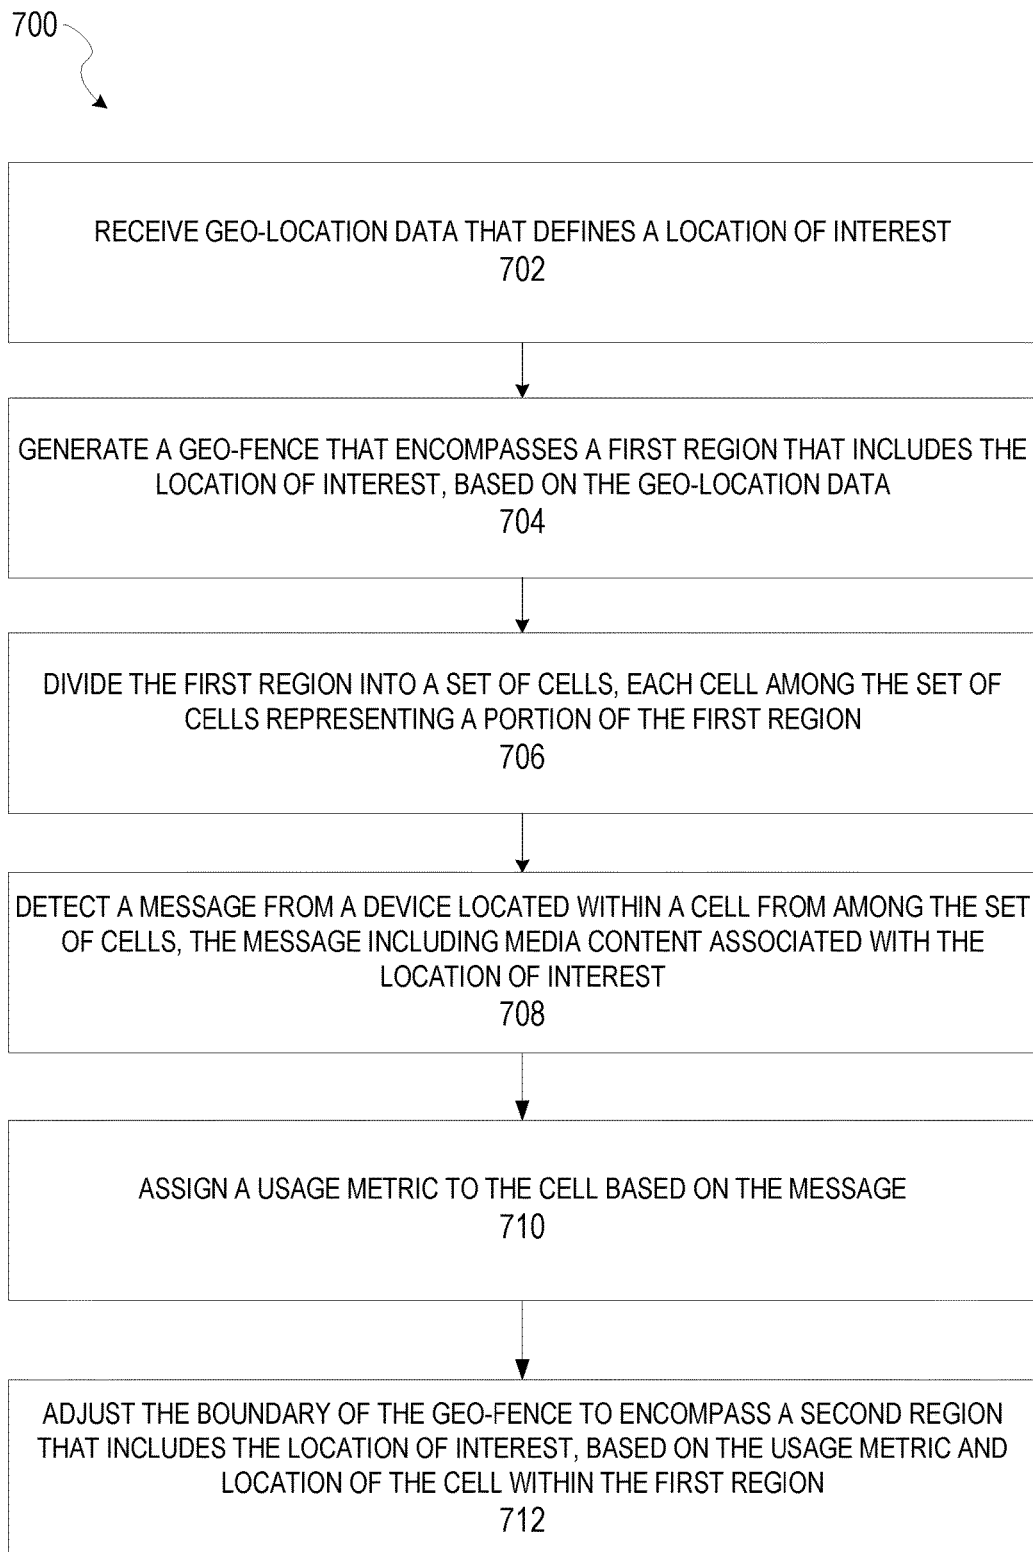 700
RECEIVE GEO-LOCATION DATA THAT DEFINES A LOCATION OF INTEREST
702
GENERATE A GEO-FENCE THAT ENCOMPASSES A FIRST REGION THAT INCLUDES THE
LOCATION OF INTEREST, BASED ON THE GEO-LOCATION DATA
704
DIVIDE THE FIRST REGION INTO A SET OF CELLS, EACH CELL AMONG THE SET OF
CELLS REPRESENTING A PORTION OF THE FIRST REGION
706
DETECT A MESSAGE FROM A DEVICE LOCATED WITHIN A CELL FROM AMONG THE SET
OF CELLS, THE MESSAGE INCLUDING MEDIA CONTENT ASSOCIATED WITH THE
LOCATION OF INTEREST
708
ASSIGN A USAGE METRIC TO THE CELL BASED ON THE MESSAGE
710
ADJUST THE BOUNDARY OF THE GEO-FENCE TO ENCOMPASS A SECOND REGION
THAT INCLUDES THE LOCATION OF INTEREST, BASED ON THE USAGE METRIC AND
LOCATION OF THE CELL WITHIN THE FIRST REGION
712